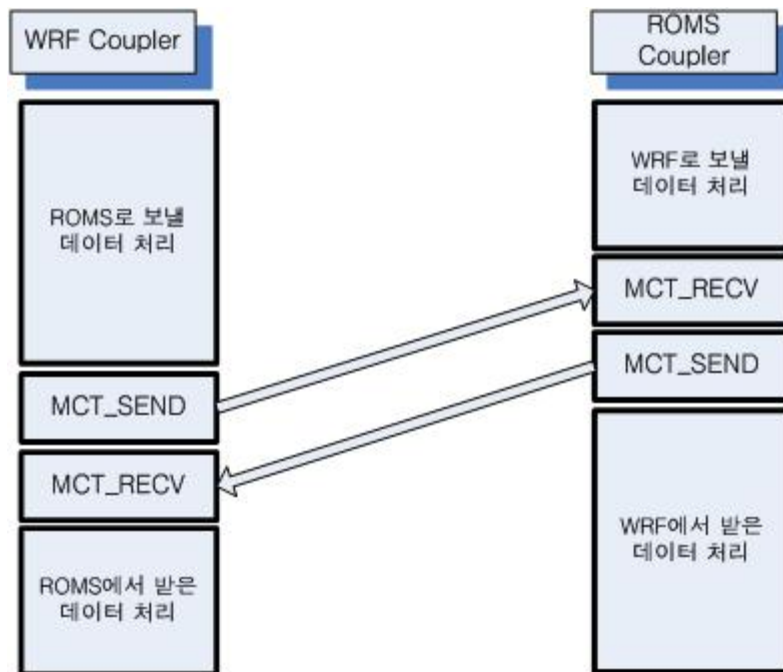 WRF Coupler
ROMS로 보낼
데이터 처리
MCT_SEND
MCT_RECV
ROMS에서 받은
데이터 처리
ROMS
Coupler
WRF로 보낼
데이터 처리
MCT_RECV
MCT_SEND
WRF에서 받은
데이터 처리